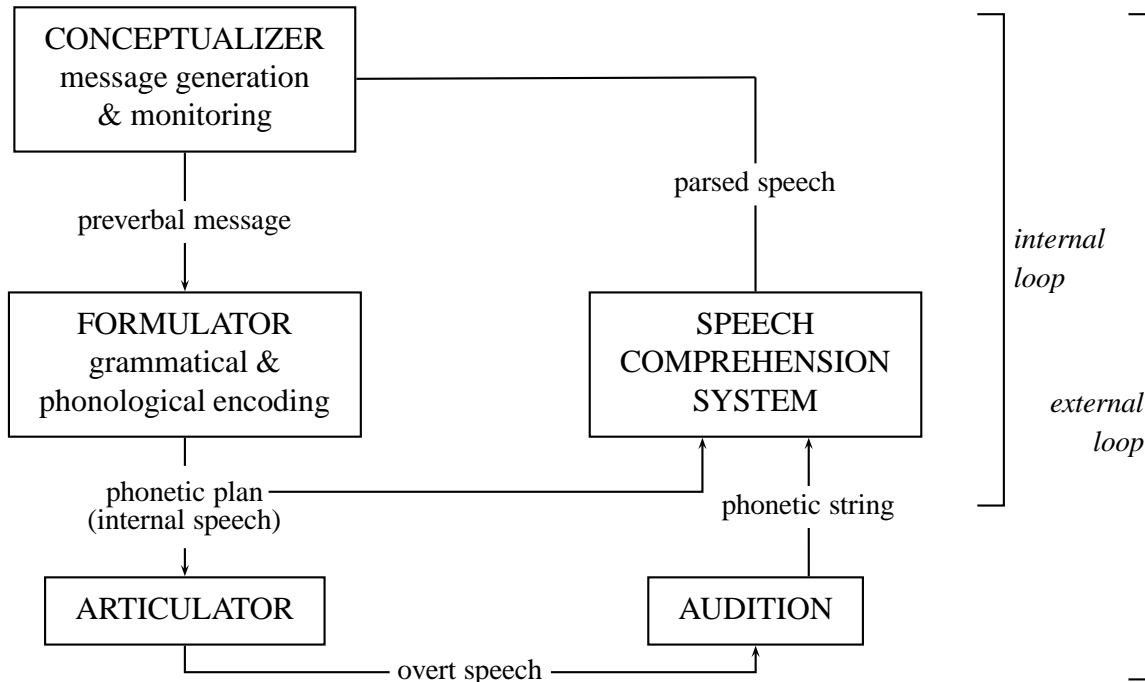 CONCEPTUALIZER
message generation
& monitoring
parsed speech
preverbal message
internal
loop
FORMULATOR
grammatical &
phonological encoding
SPEECH
COMPREHENSION
SYSTEM
external
loop
phonetic plan
(internal speech)
phonetic string
ARTICULATOR
AUDITION
overt speech